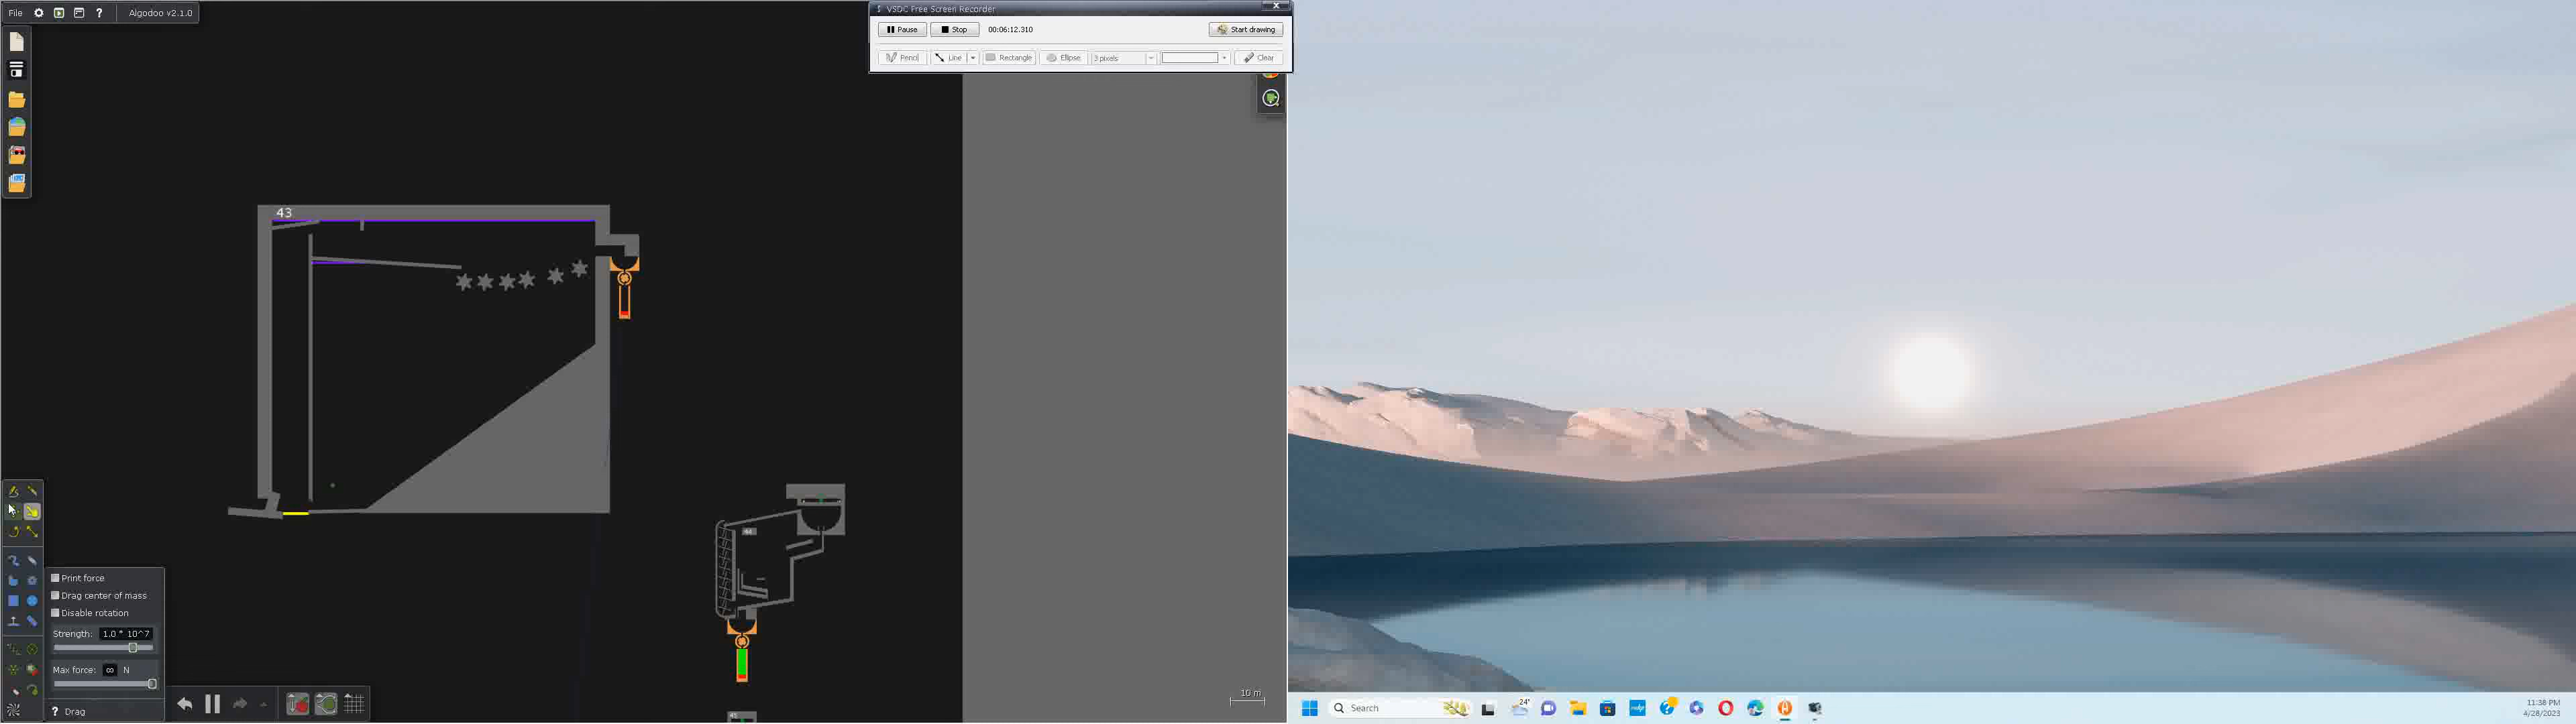 File ? Algodoo v2.1.0
VSDC Free Screen Recorder
Pause Stop 00:06:12.310 Start drawing
Pencil Line Rectangle Ellipse 3 pixels Clear
43
44
Print force
Drag center of mass
Disable rotation
Strength: 1.0 * 10^7
Max force: ∞ N
? Drag
10 m
Search
24°
11:38 PM
4/28/2023